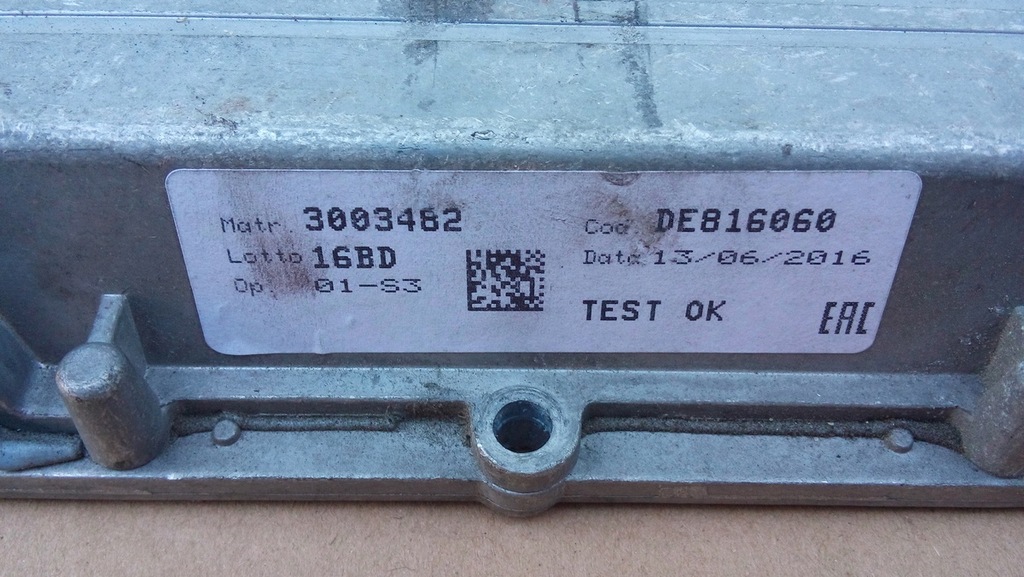 Matr. 3003482
Lotto 16BD
Op. 01-S3
Cod. DE816060
Data 13/06/2016
TEST OK
EAC